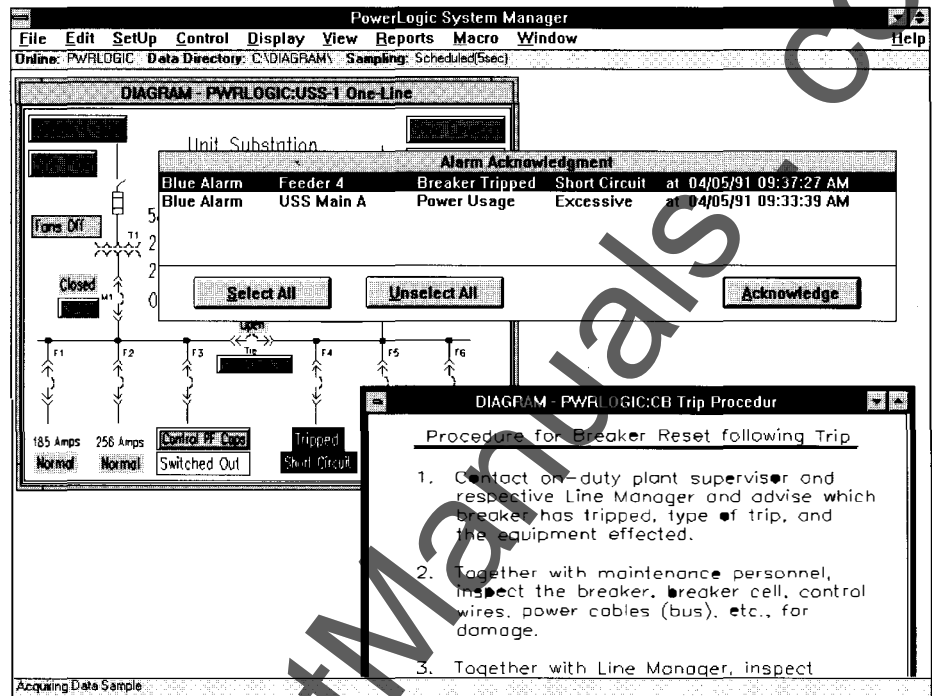 PowerLogic System Manager
File Edit SetUp Control Display View Reports Macro Window Help
Online: PWRLOGIC Data Directory: C:\DIAGRAM\ Sampling: Scheduled(5sec)
DIAGRAM - PWRLOGIC:USS-1 One-Line
Unit Substation
Alarm Acknowledgment
Blue Alarm Feeder 4 Breaker Tripped Short Circuit at 04/05/91 09:37:27 AM
Blue Alarm USS Main A Power Usage Excessive at 04/05/91 09:33:39 AM
Select All Unselect All Acknowledge
Fans Off
T1
5
2
2
0
Closed
M1
Open
Tie
F1 F2 F3 F4 F5 F6
185 Amps 256 Amps Control PF Caps Tripped
Normal Normal Switched Out Short Circuit
DIAGRAM - PWRLOGIC:CB Trip Procedur
Procedure for Breaker Reset following Trip
1. Contact on-duty plant supervisor and
respective Line Manager and advise which
breaker has tripped, type of trip, and
the equipment effected.
2. Together with maintenance personnel,
inspect the breaker, breaker cell, control
wires, power cables (bus), etc., for
damage.
3. Together with Line Manager, inspect
Acquiring Data Sample